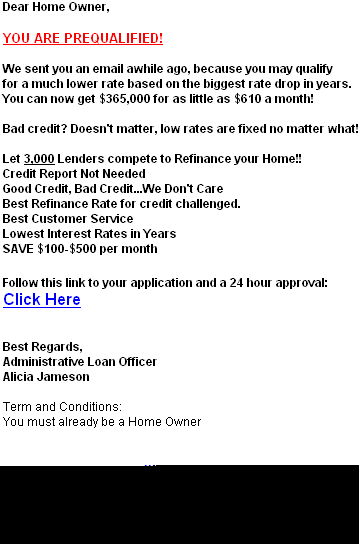 Dear Home Owner,
YOU ARE PREQUALIFIED!
We sent you an email awhile ago, because you may qualify
for a much lower rate based on the biggest rate drop in years.
You can now get $365,000 for as little as $610 a month!
Bad credit? Doesn't matter, low rates are fixed no matter what!
Let 3,000 Lenders compete to Refinance your Home!!
Credit Report Not Needed
Good Credit, Bad Credit...We Don't Care
Best Refinance Rate for credit challenged.
Best Customer Service
Lowest Interest Rates in Years
SAVE $100-$500 per month
Follow this link to your application and a 24 hour approval:
Click Here
Best Regards,
Administrative Loan Officer
Alicia Jameson
Term and Conditions:
You must already be a Home Owner